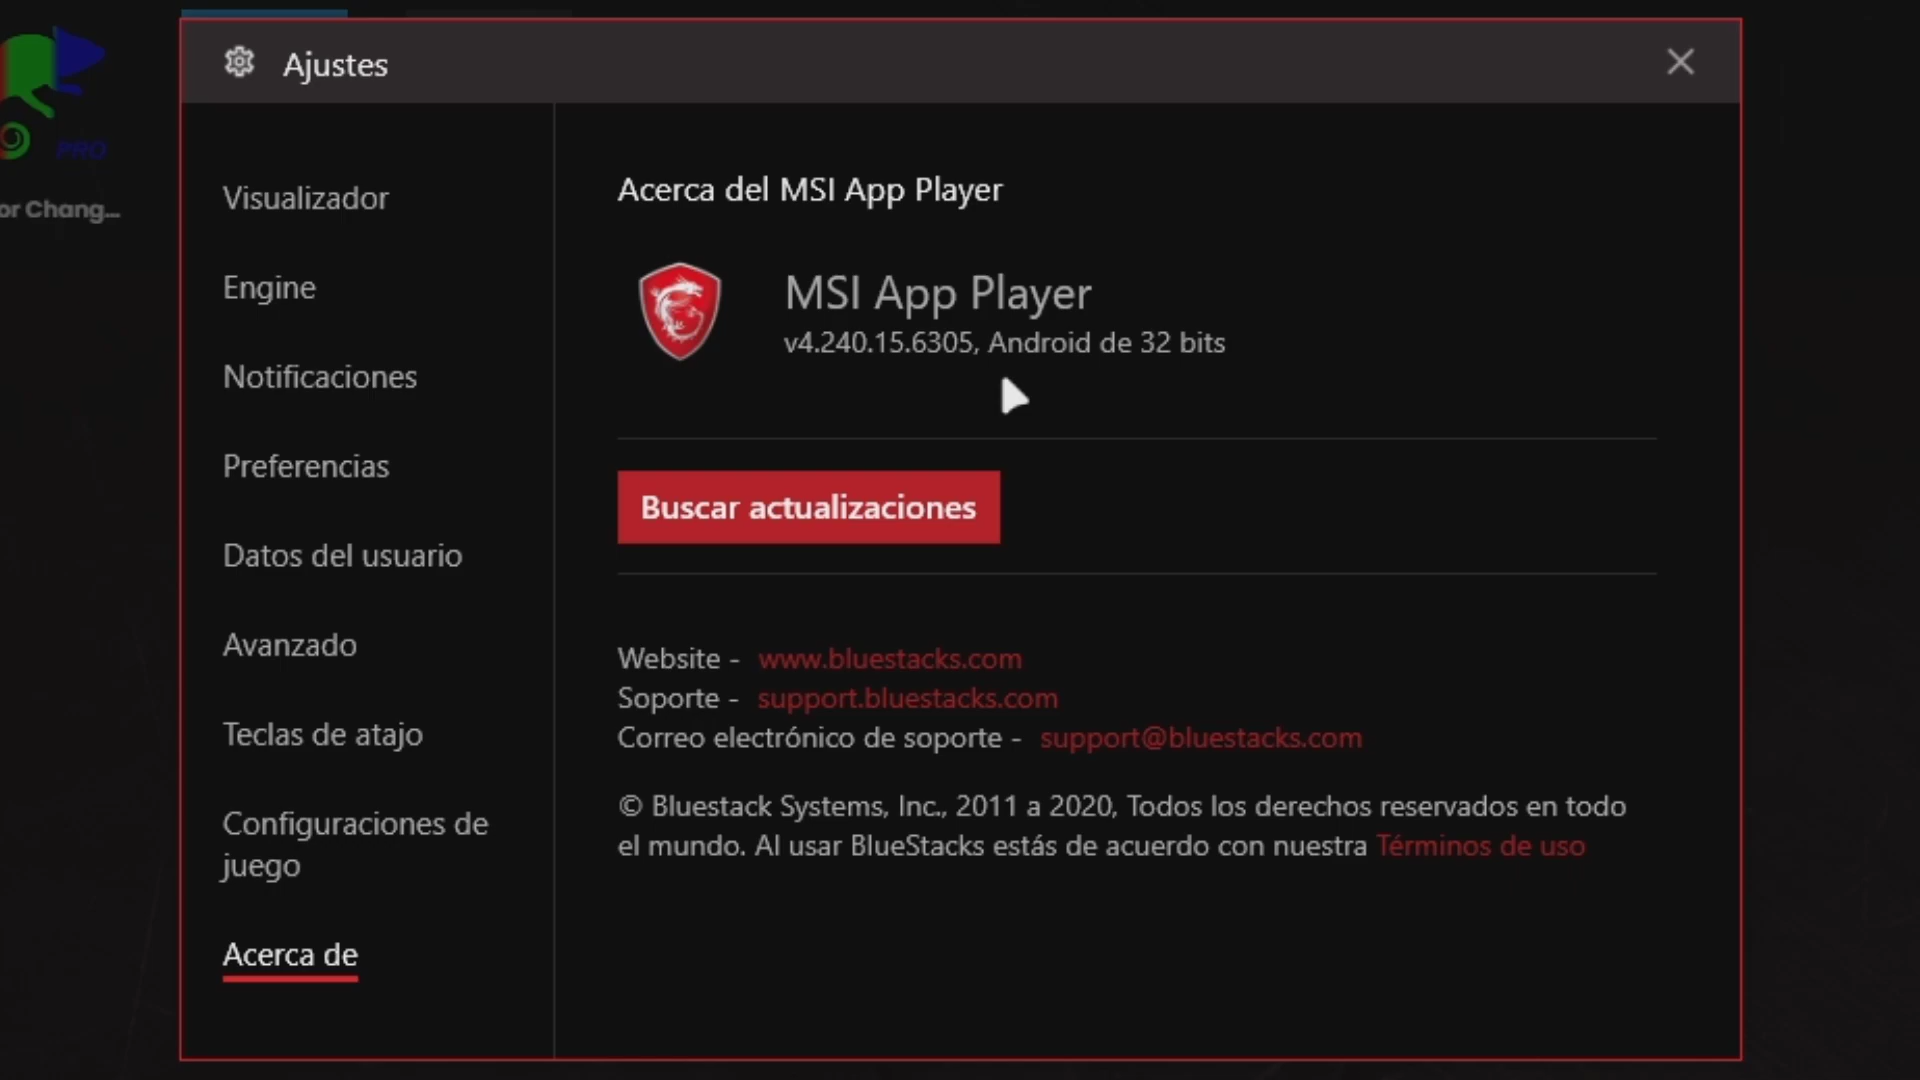 Ajustes
PRO
or Chang...
Visualizador
Engine
Notificaciones
Preferencias
Datos del usuario
Avanzado
Teclas de atajo
Configuraciones de
juego
Acerca de
Acerca del MSI App Player
MSI App Player
v4.240.15.6305, Android de 32 bits
Buscar actualizaciones
Website - www.bluestacks.com
Soporte - support.bluestacks.com
Correo electrónico de soporte - support@bluestacks.com
© Bluestack Systems, Inc., 2011 a 2020, Todos los derechos reservados en todo
el mundo. Al usar BlueStacks estás de acuerdo con nuestra Términos de uso